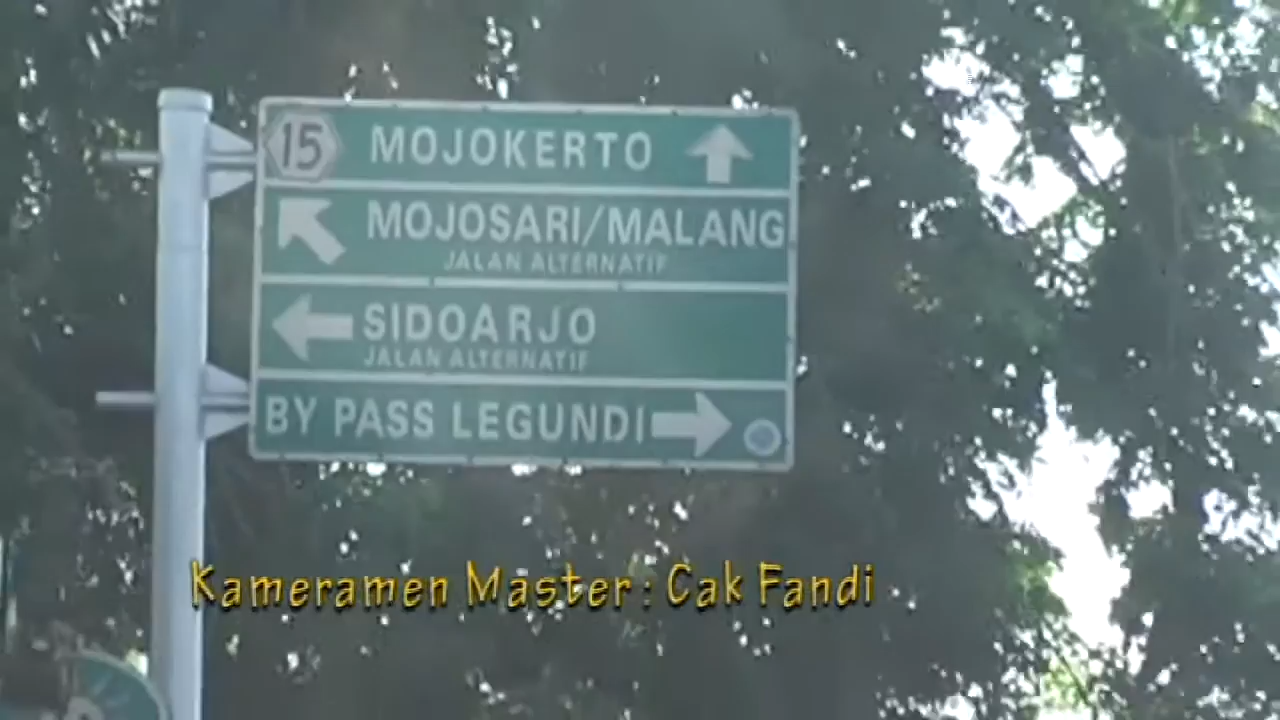 15 MOJOKERTO
MOJOSARI/MALANG
JALAN ALTERNATIF
SIDOARJO
JALAN ALTERNATIF
BY PASS LEGUNDI
Kameramen Master : Cak Fandi